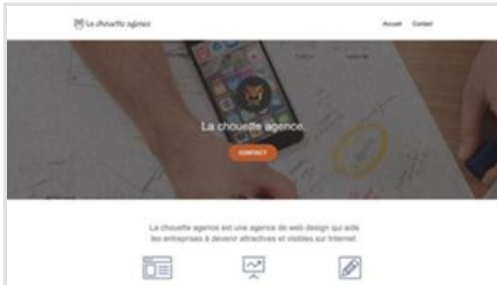 La chouette agence
Accueil Contact
La chouette agence.
CONTACT
La chouette agence est une agence de web design qui aide
les entreprises à devenir attractives et visibles sur Internet.